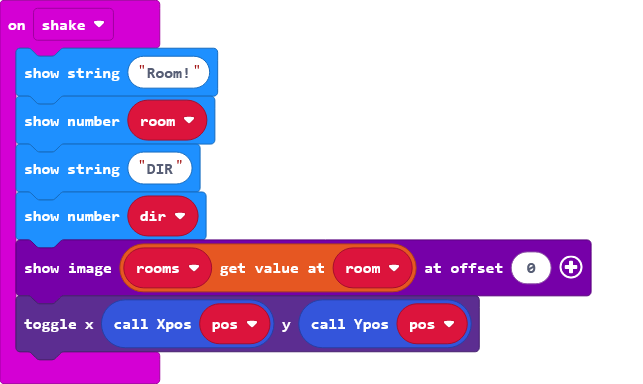 on shake
show string "Room!"
show number room
show string "DIR"
show number dir
show image rooms get value at room at offset 0
toggle x call Xpos pos y call Ypos pos